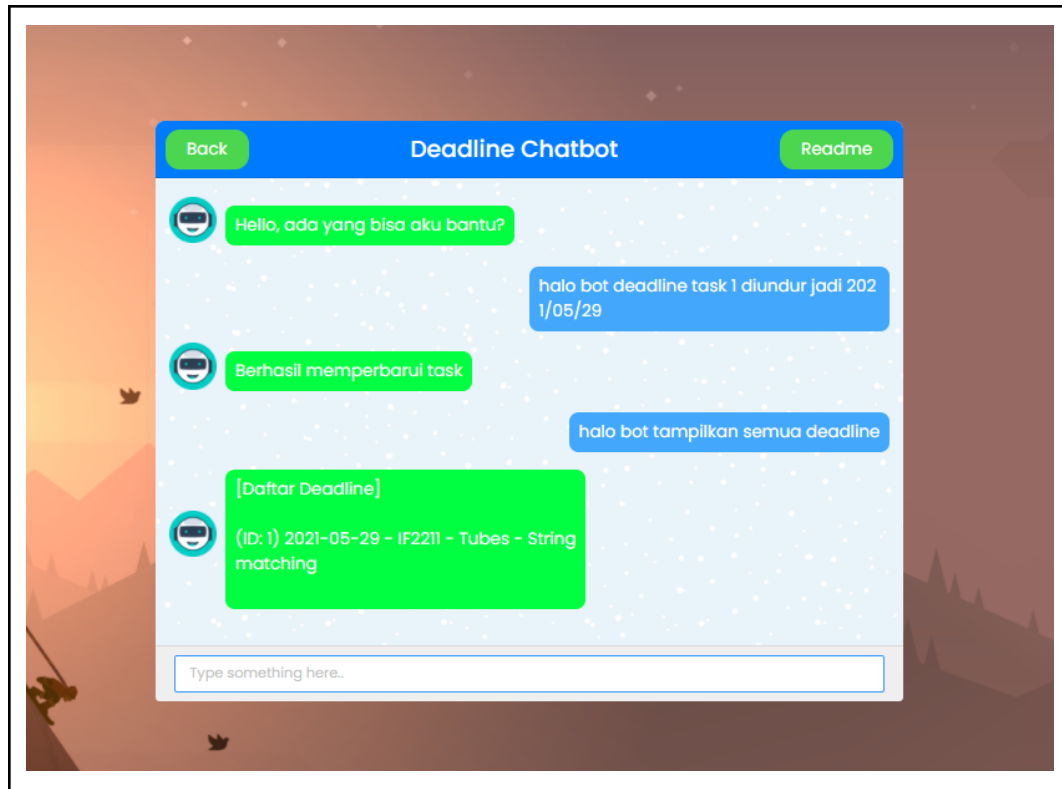 Back
Deadline Chatbot
Readme
Hello, ada yang bisa aku bantu?
halo bot deadline task 1 diundur jadi 202
1/05/29
Berhasil memperbarui task
halo bot tampilkan semua deadline
[Daftar Deadline]
(ID: 1) 2021-05-29 - IF2211 - Tubes - String
matching
Type something here..